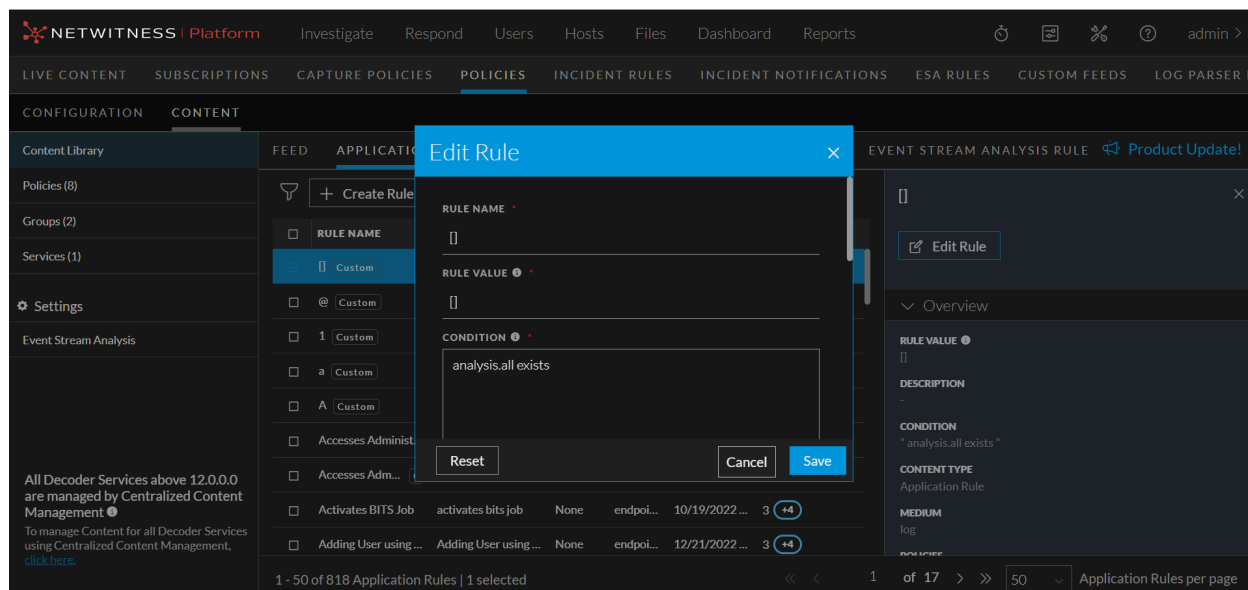 NETWITNESS | Platform Investigate Respond Users Hosts Files Dashboard Reports admin >
LIVE CONTENT SUBSCRIPTIONS CAPTURE POLICIES POLICIES INCIDENT RULES INCIDENT NOTIFICATIONS ESA RULES CUSTOM FEEDS LOG PARSER
CONFIGURATION CONTENT
Content Library
Policies (8)
Groups (2)
Services (1)
Settings
Event Stream Analysis
All Decoder Services above 12.0.0.0
are managed by Centralized Content
Management
To manage Content for all Decoder Services
using Centralized Content Management,
click here.
FEED APPLICATI EVENT STREAM ANALYSIS RULE Product Update!
+ Create Rule
RULE NAME
[] Custom
@ Custom
1 Custom
a Custom
A Custom
Accesses Administ
Accesses Adm...
Activates BITS Job activates bits job None endpoi... 10/19/2022 ... 3 +4
Adding User using ... Adding User using ... None endpoi... 12/21/2022 ... 3 +4
1 - 50 of 818 Application Rules | 1 selected << < 1 of 17 > >> 50 Application Rules per page
Edit Rule ×
RULE NAME *
[]
RULE VALUE *
[]
CONDITION *
analysis.all exists
Reset Cancel Save
[] ×
Edit Rule
Overview
RULE VALUE
[]
DESCRIPTION
-
CONDITION
" analysis.all exists "
CONTENT TYPE
Application Rule
MEDIUM
log
POLICIES